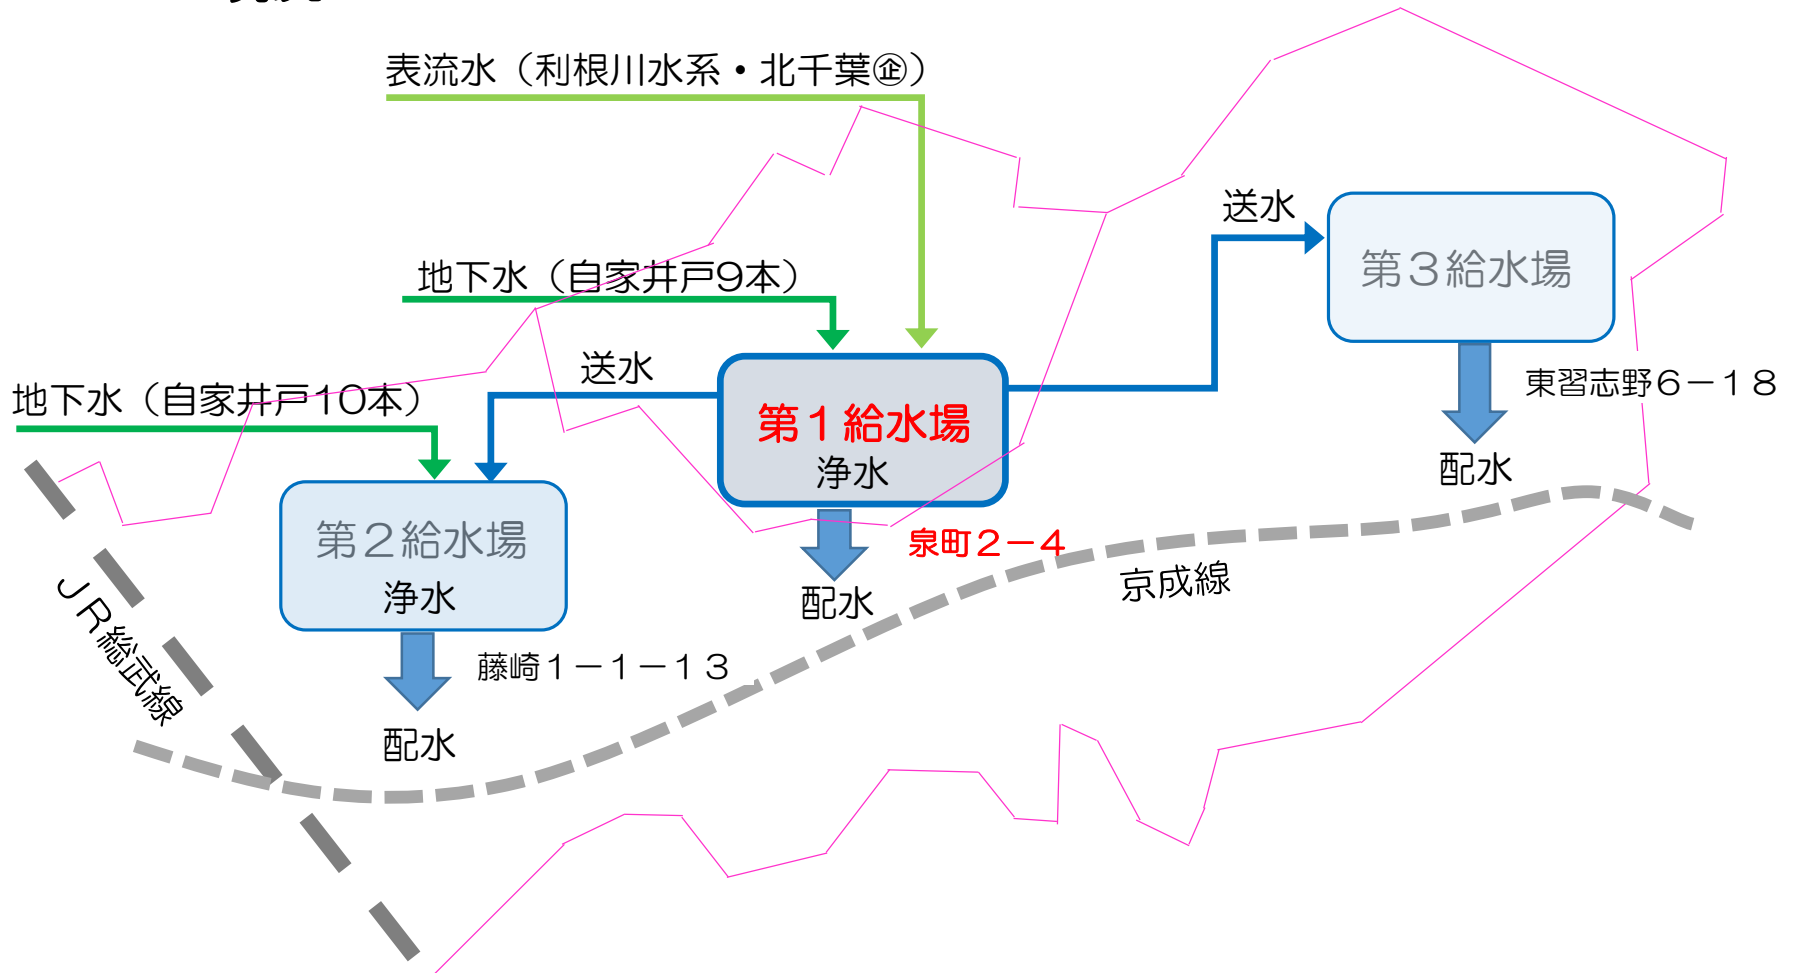 表流水（利根川水系・北千葉㊭）
送水
第３給水場
地下水（自家井戸9本）
送水
東習志野６－１８
地下水（自家井戸10本）
第１給水場
浄水
配水
第２給水場
浄水
泉町２－４
京成線
配水
ＪＲ総武線
藤崎１－１－１３
配水